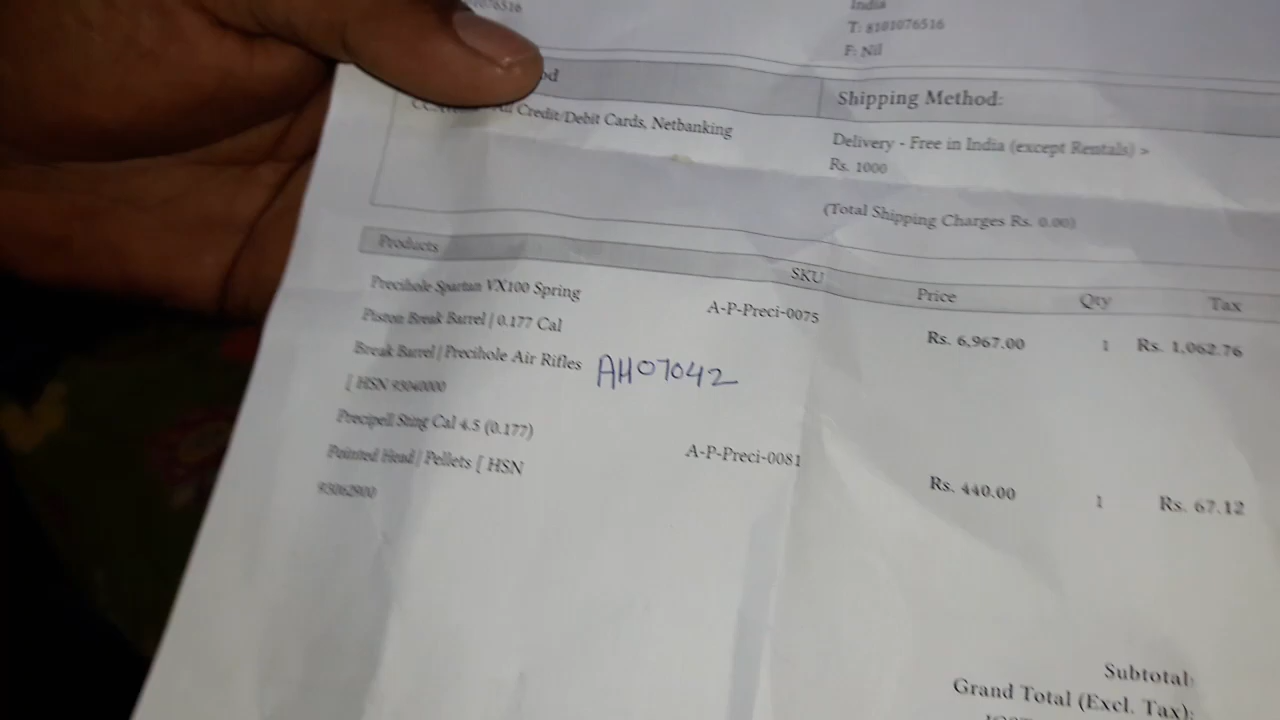 India
T: 8181076516
F: Nil
Shipping Method:
Credit/Debit Cards, Netbanking
Delivery - Free in India (except Rentals) >
Rs. 1000
(Total Shipping Charges Rs. 0.00)
Products SKU Price Qty Tax
Precihole Spartan VX100 Spring A-P-Preci-0075 Rs. 6,967.00 1 Rs. 1,062.76
Piston Break Barrel | 0.177 Cal
Break Barrel | Precihole Air Rifles AH07042
[ HSN 93040000
Precipell Sting Cal 4.5 (0.177) A-P-Preci-0081 Rs. 440.00 1 Rs. 67.12
Pointed Head | Pellets [ HSN
93062900
Subtotal:
Grand Total (Excl. Tax):